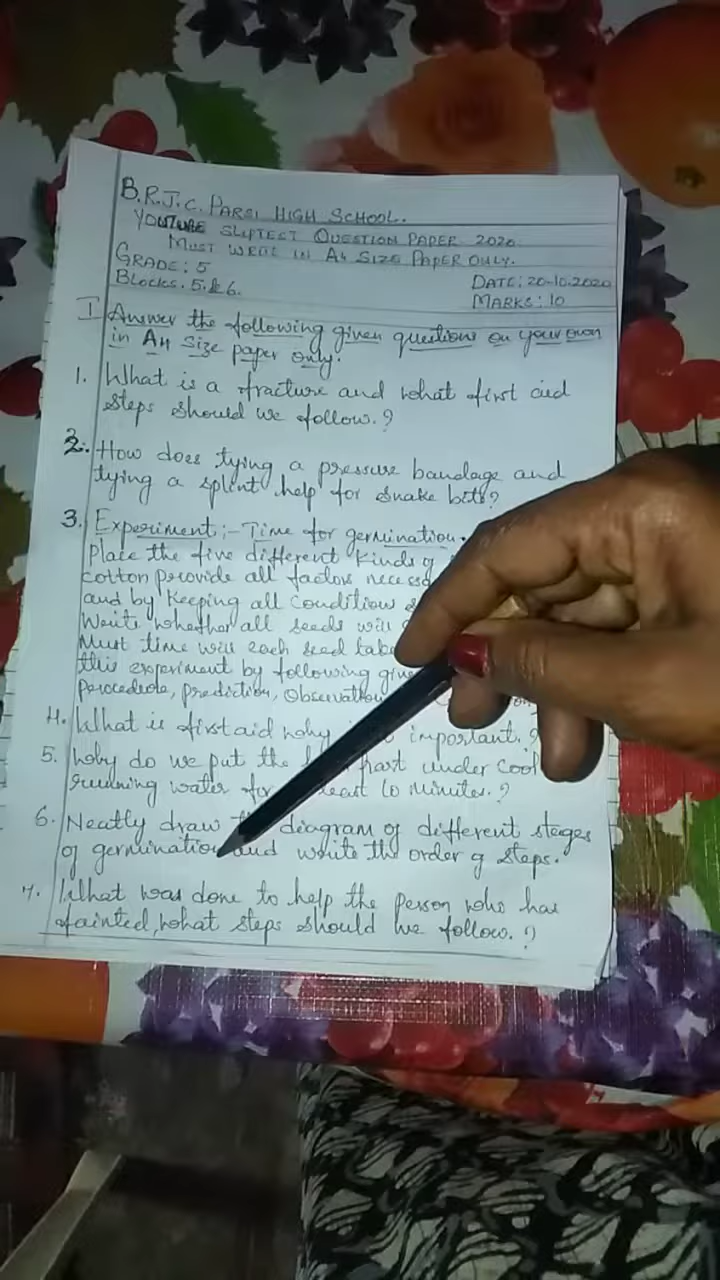 B.R.J.C. PARSI HIGH SCHOOL.
YOUTUBE SLIPTEST QUESTION PAPER 2020
MUST WRITE IN A4 SIZE PAPER ONLY.
GRADE: 5
BLOCKS. 5 & 6. DATE: 20-10-2020
MARKS: 10
I Answer the following given questions on your own
in A4 Size paper only.
1. What is a fracture and what first aid
steps should we follow.?
2. How does tying a pressure bandage and
tying a splint help for snake bite?
3. Experiment:- Time for germination.
Place the five different kinds of
cotton provide all factors necess
and by keeping all condition
Write whether all seeds will
Must time will each seed take
this experiment by following give
Observation
4. What is first aid why important.?
5. Why do we put the part under cool
running water for least 10 minutes.?
6. Neatly draw the diagram of different stages
of germination and write the order of steps.
7. What was done to help the person who has
fainted, what steps should we follow.?